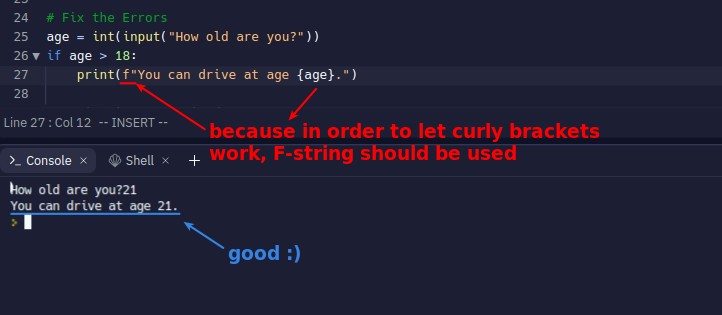 23
24 # Fix the Errors
25 age = int(input("How old are you?"))
26 if age > 18:
27 print(f"You can drive at age {age}.")
28
Line 27 : Col 12 -- INSERT --
because in order to let curly brackets
work, F-string should be used
>_ Console × Shell × +
How old are you?21
You can drive at age 21.
>
good :)